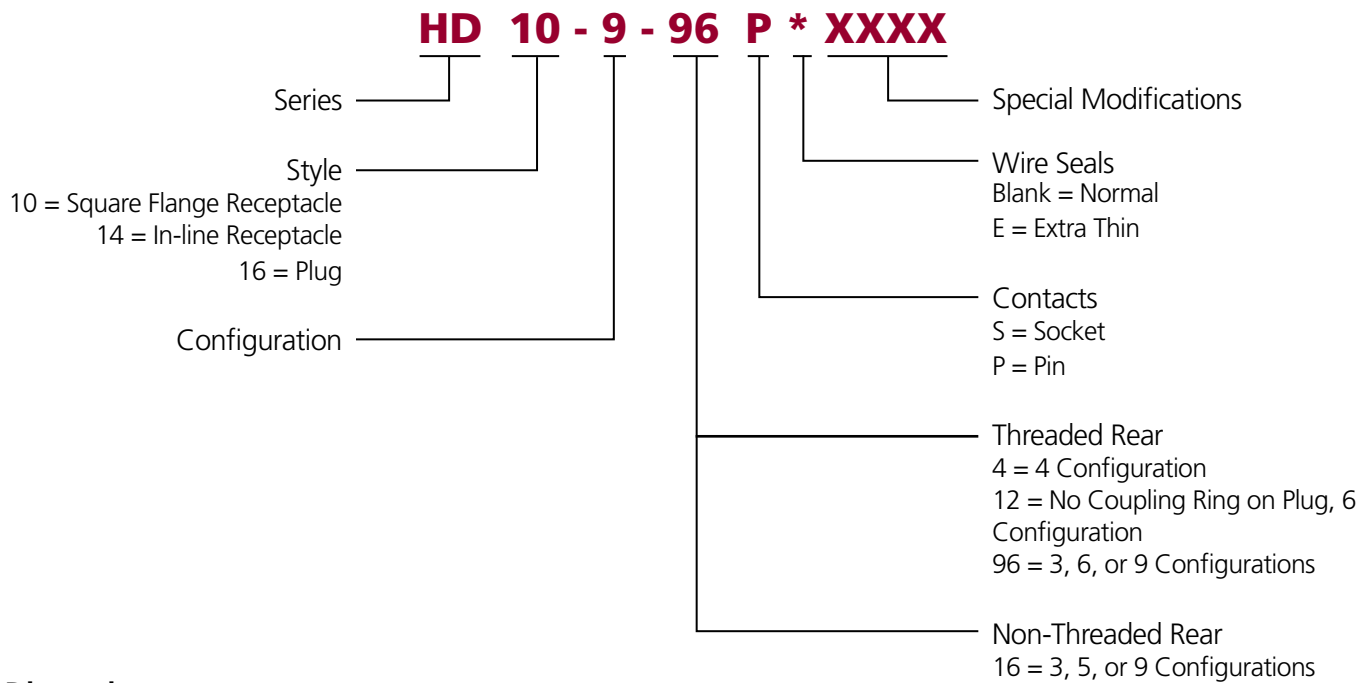 HD 10 - 9 - 96 P * XXXX
Series
Style
10 = Square Flange Receptacle
14 = In-line Receptacle
16 = Plug
Configuration
Special Modifications
Wire Seals
Blank = Normal
E = Extra Thin
Contacts
S = Socket
P = Pin
Threaded Rear
4 = 4 Configuration
12 = No Coupling Ring on Plug, 6
Configuration
96 = 3, 6, or 9 Configurations
Non-Threaded Rear
16 = 3, 5, or 9 Configurations